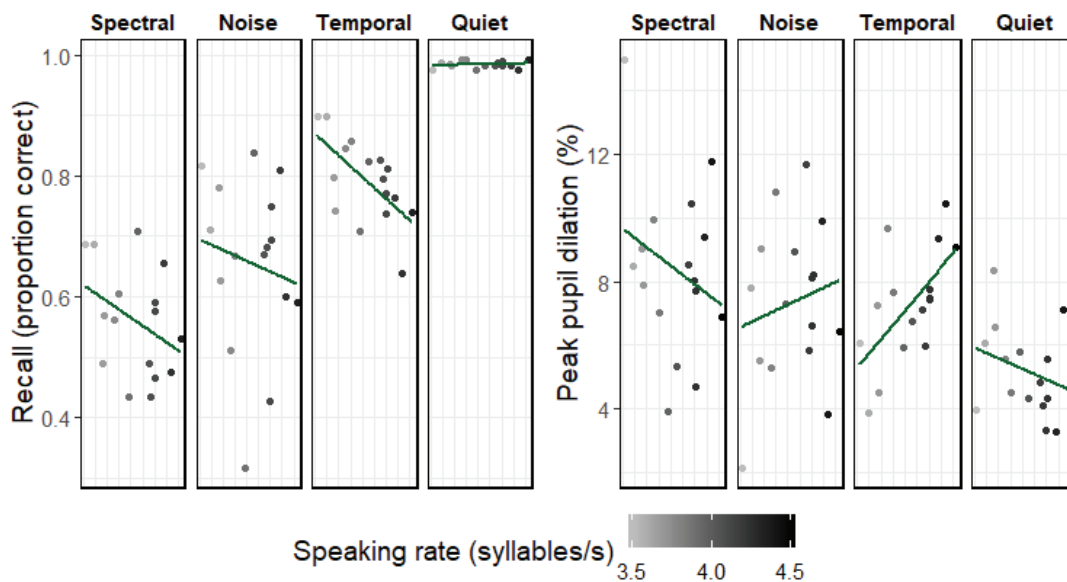 Spectral Noise Temporal Quiet Spectral Noise Temporal Quiet
Recall (proportion correct)
1.0
0.8
0.6
0.4
Peak pupil dilation (%)
12
8
4
Speaking rate (syllables/s)
3.5 4.0 4.5